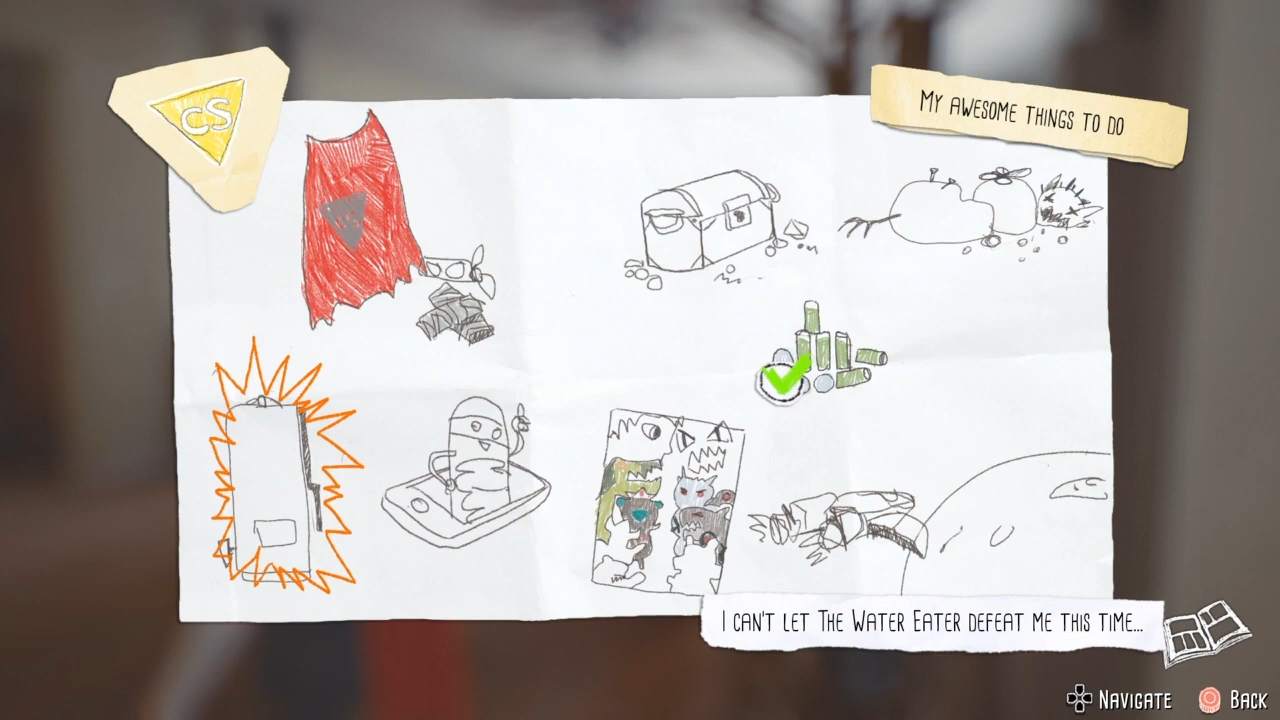 CS
My awesome things to do
I can't let The Water Eater defeat me this time...
Navigate
Back